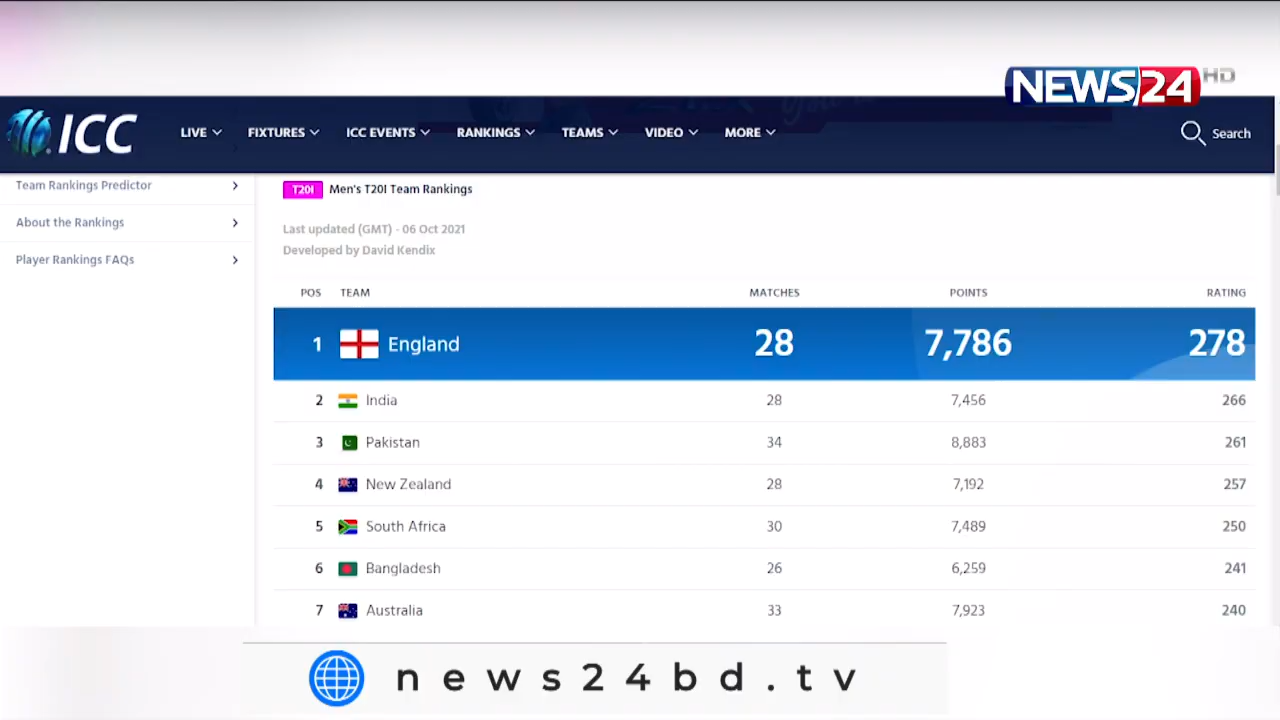 NEWS/24 HD
ICC LIVE FIXTURES ICC EVENTS RANKINGS TEAMS VIDEO MORE Search
Team Rankings Predictor
About the Rankings
Player Rankings FAQs
T20I Men's T20I Team Rankings
Last updated (GMT) - 06 Oct 2021
Developed by David Kendix
POS TEAM MATCHES POINTS RATING
1 England 28 7,786 278
2 India 28 7,456 266
3 Pakistan 34 8,883 261
4 New Zealand 28 7,192 257
5 South Africa 30 7,489 250
6 Bangladesh 26 6,259 241
7 Australia 33 7,923 240
news24bd.tv